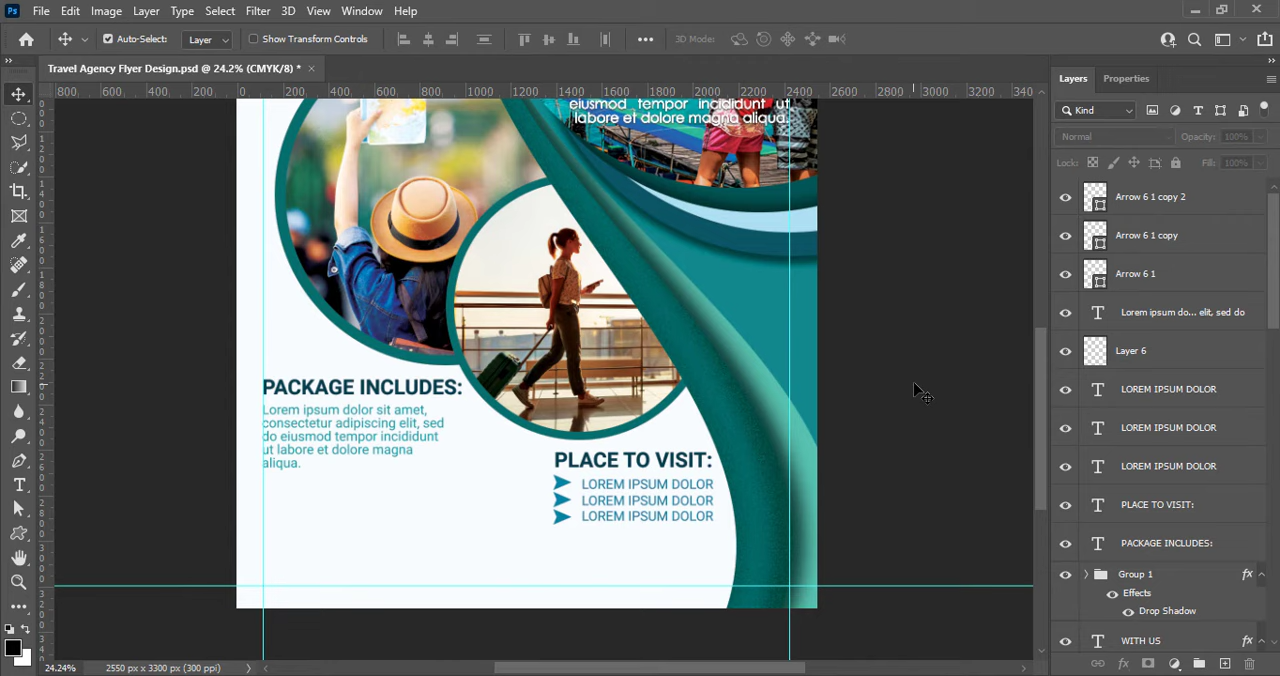 Ps File Edit Image Layer Type Select Filter 3D View Window Help
Auto-Select: Layer Show Transform Controls 3D Mode:
Travel Agency Flyer Design.psd @ 24.2% (CMYK/8) *
800 600 400 200 0 200 400 600 800 1000 1200 1400 1600 1800 2000 2200 2400 2600 2800 3000 3200 340
eiusmod tempor incididunt ut
labore et dolore magna aliqua.
PACKAGE INCLUDES:
Lorem ipsum dolor sit amet,
consectetur adipiscing elit, sed
do eiusmod tempor incididunt
ut labore et dolore magna
aliqua.
PLACE TO VISIT:
LOREM IPSUM DOLOR
LOREM IPSUM DOLOR
LOREM IPSUM DOLOR
24.24% 2550 px x 3300 px (300 ppi)
Layers Properties
Kind
Normal Opacity: 100%
Lock: Fill: 100%
Arrow 6 1 copy 2
Arrow 6 1 copy
Arrow 6 1
Lorem ipsum do... elit, sed do
Layer 6
LOREM IPSUM DOLOR
LOREM IPSUM DOLOR
LOREM IPSUM DOLOR
PLACE TO VISIT:
PACKAGE INCLUDES:
Group 1 fx
Effects
Drop Shadow
WITH US fx